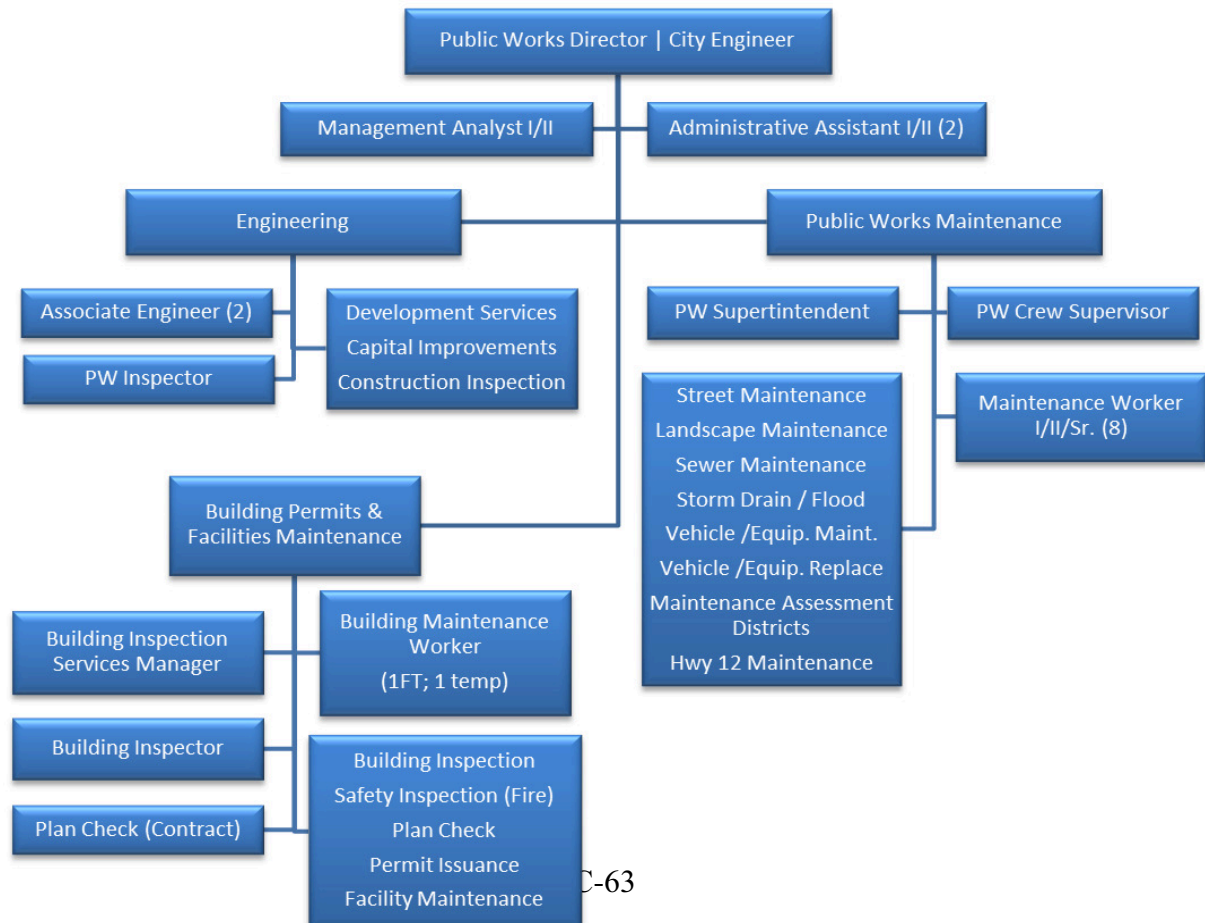 Public Works Director | City Engineer
Management Analyst I/II
Administrative Assistant I/II (2)
Engineering
Public Works Maintenance
Associate Engineer (2)
PW Inspector
Development Services
Capital Improvements
Construction Inspection
PW Supertintendent
PW Crew Supervisor
Street Maintenance
Landscape Maintenance
Sewer Maintenance
Storm Drain / Flood
Vehicle /Equip. Maint.
Vehicle /Equip. Replace
Maintenance Assessment
Districts
Hwy 12 Maintenance
Maintenance Worker
I/II/Sr. (8)
Building Permits &
Facilities Maintenance
Building Inspection
Services Manager
Building Maintenance
Worker
(1FT; 1 temp)
Building Inspector
Plan Check (Contract)
Building Inspection
Safety Inspection (Fire)
Plan Check
Permit Issuance
Facility Maintenance
C-63